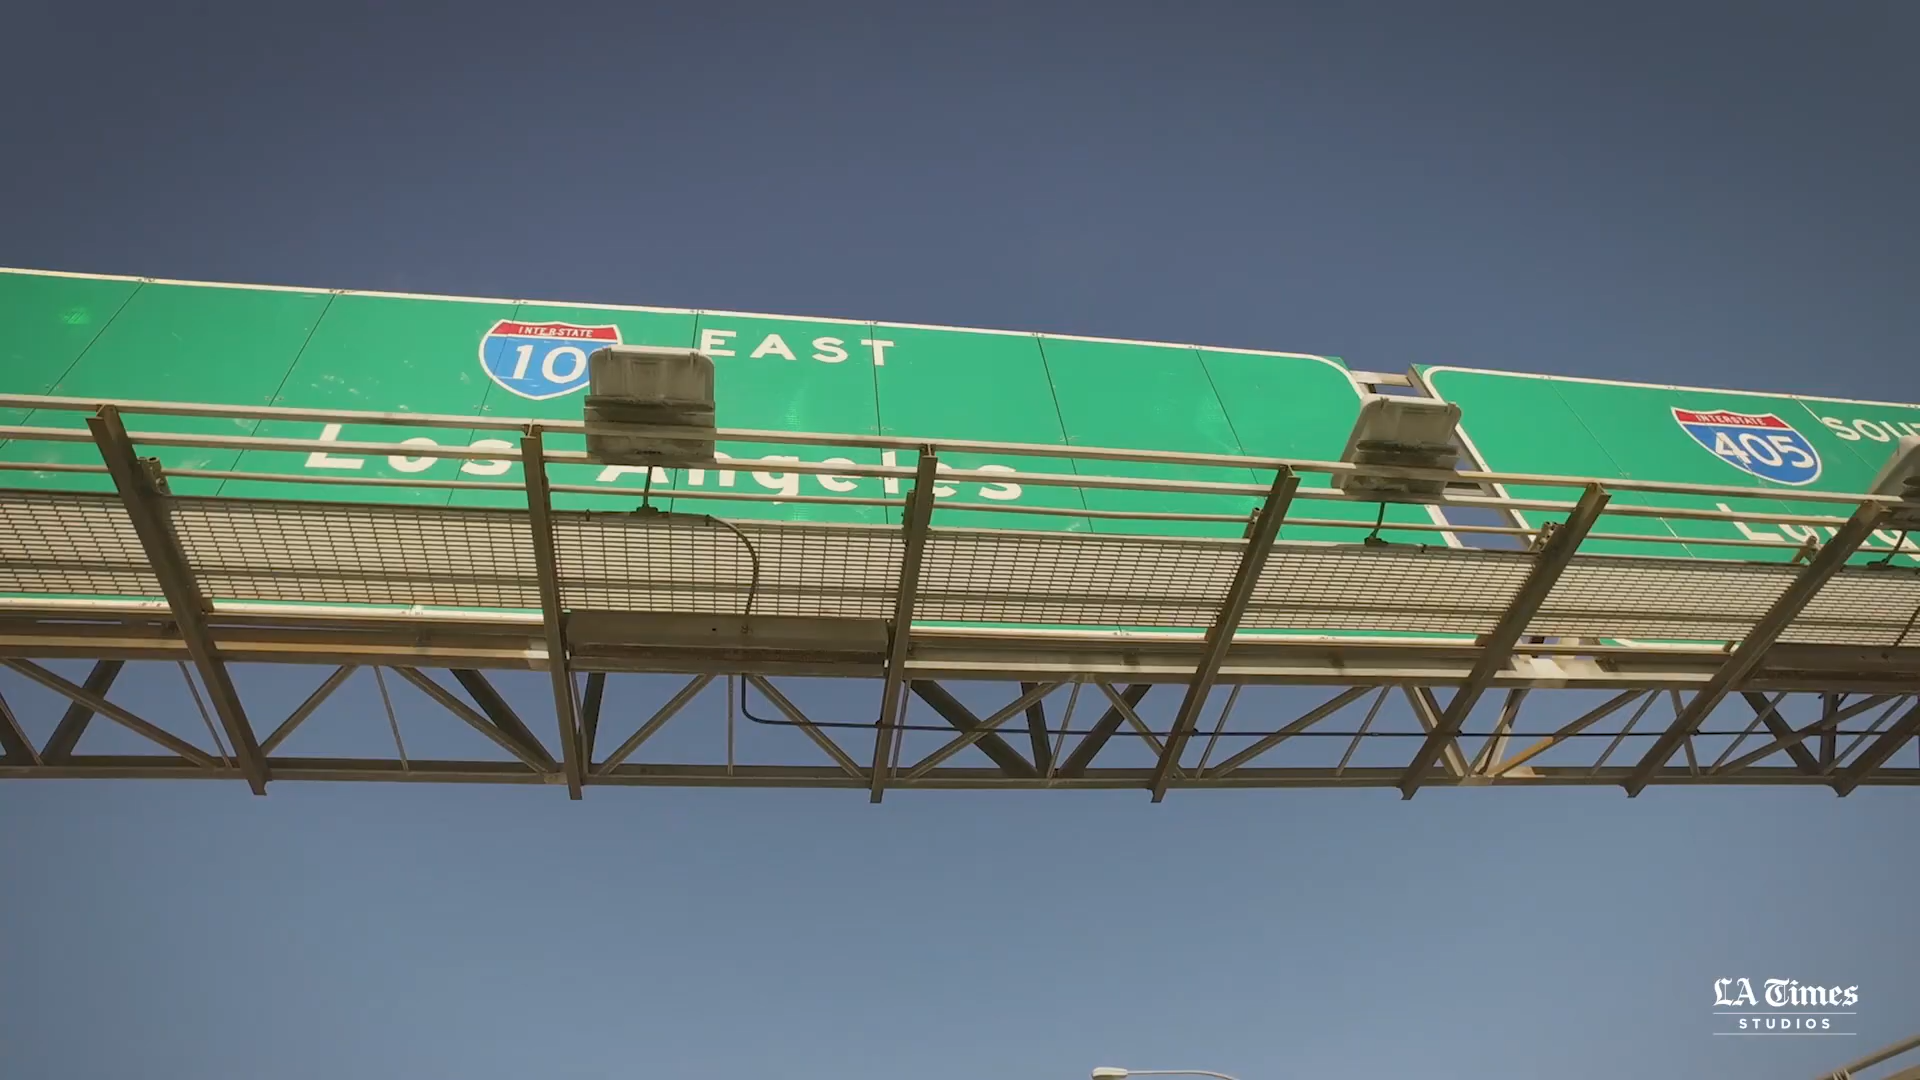 INTERSTATE
10
EAST
Los Angeles
INTERSTATE
405
LA Times
STUDIOS